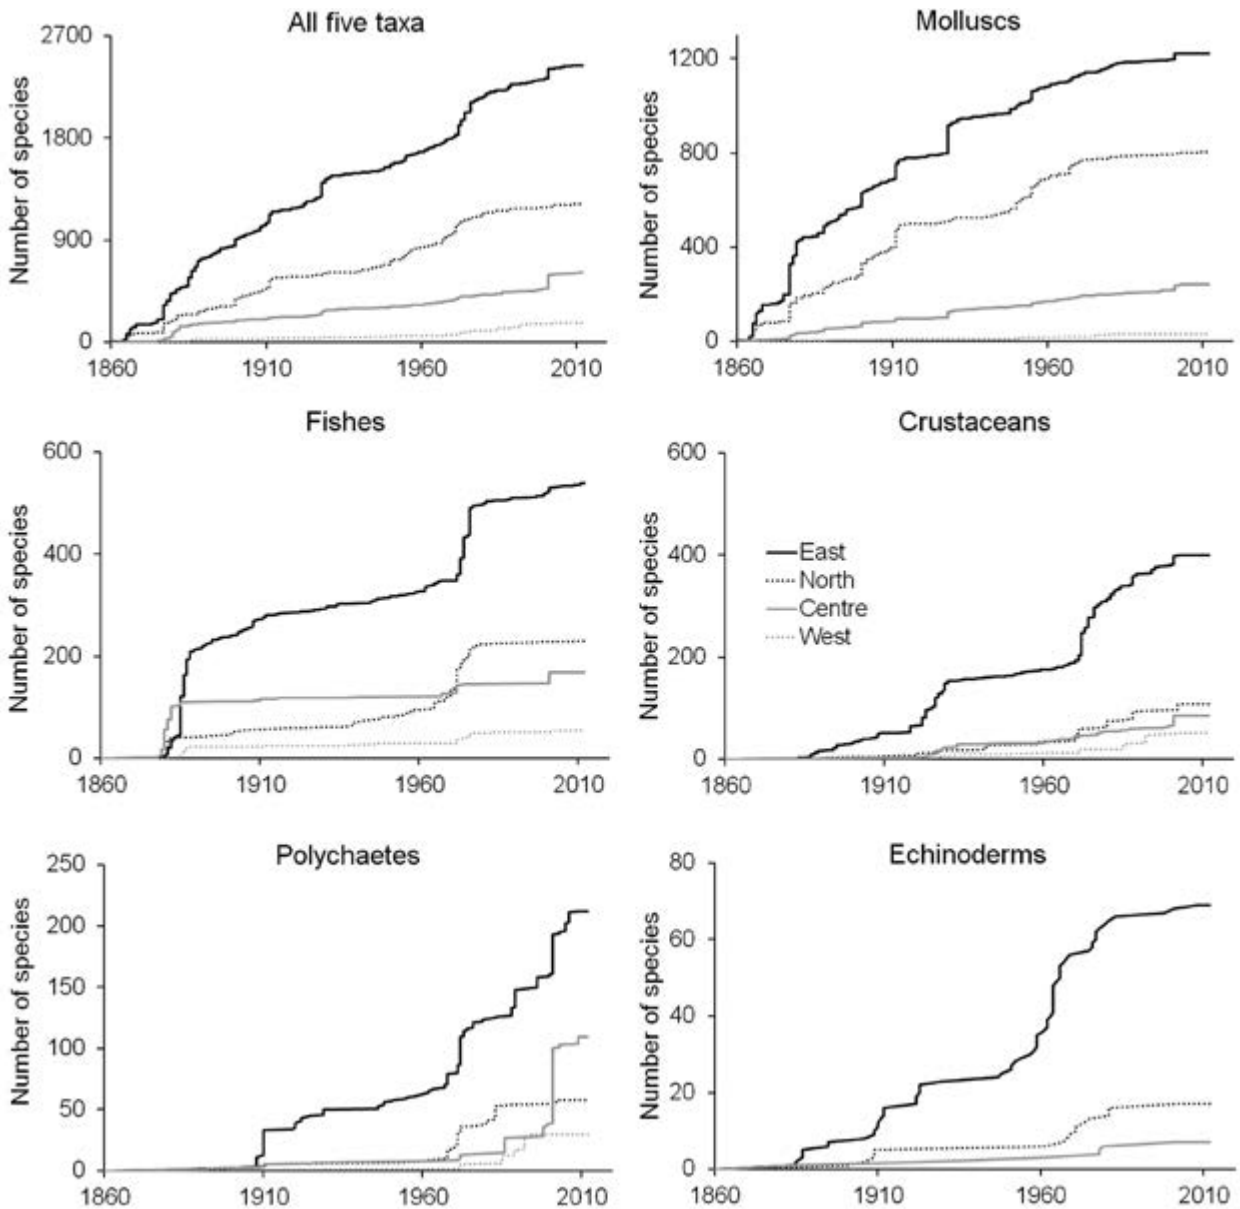 All five taxa
Number of species
2700
1800
900
0
1860 1910 1960 2010
Molluscs
Number of species
1200
800
400
0
1860 1910 1960 2010
Fishes
Number of species
600
400
200
0
1860 1910 1960 2010
Crustaceans
Number of species
600
400
200
0
East
North
Centre
West
1860 1910 1960 2010
Polychaetes
Number of species
250
200
150
100
50
0
1860 1910 1960 2010
Echinoderms
Number of species
80
60
40
20
0
1860 1910 1960 2010